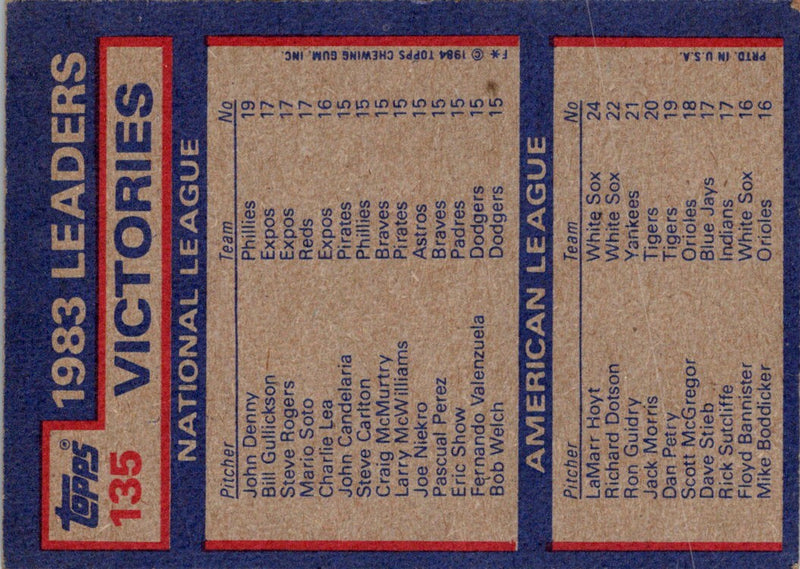 Topps®
135
1983 LEADERS
VICTORIES
NATIONAL LEAGUE
Pitcher Team No
John Denny Phillies 19
Bill Gullickson Expos 17
Steve Rogers Expos 17
Mario Soto Reds 17
Charlie Lea Expos 16
John Candelaria Pirates 15
Steve Carlton Phillies 15
Craig McMurtry Braves 15
Larry McWilliams Pirates 15
Joe Niekro Astros 15
Pascual Perez Braves 15
Eric Show Padres 15
Fernando Valenzuela Dodgers 15
Bob Welch Dodgers 15
F* © 1984 TOPPS CHEWING GUM, INC.
AMERICAN LEAGUE
Pitcher Team No
LaMarr Hoyt White Sox 24
Richard Dotson White Sox 22
Ron Guidry Yankees 21
Jack Morris Tigers 20
Dan Petry Tigers 19
Scott McGregor Orioles 18
Dave Stieb Blue Jays 17
Rick Sutcliffe Indians 17
Floyd Bannister White Sox 16
Mike Boddicker Orioles 16
PRTD. IN U.S.A.